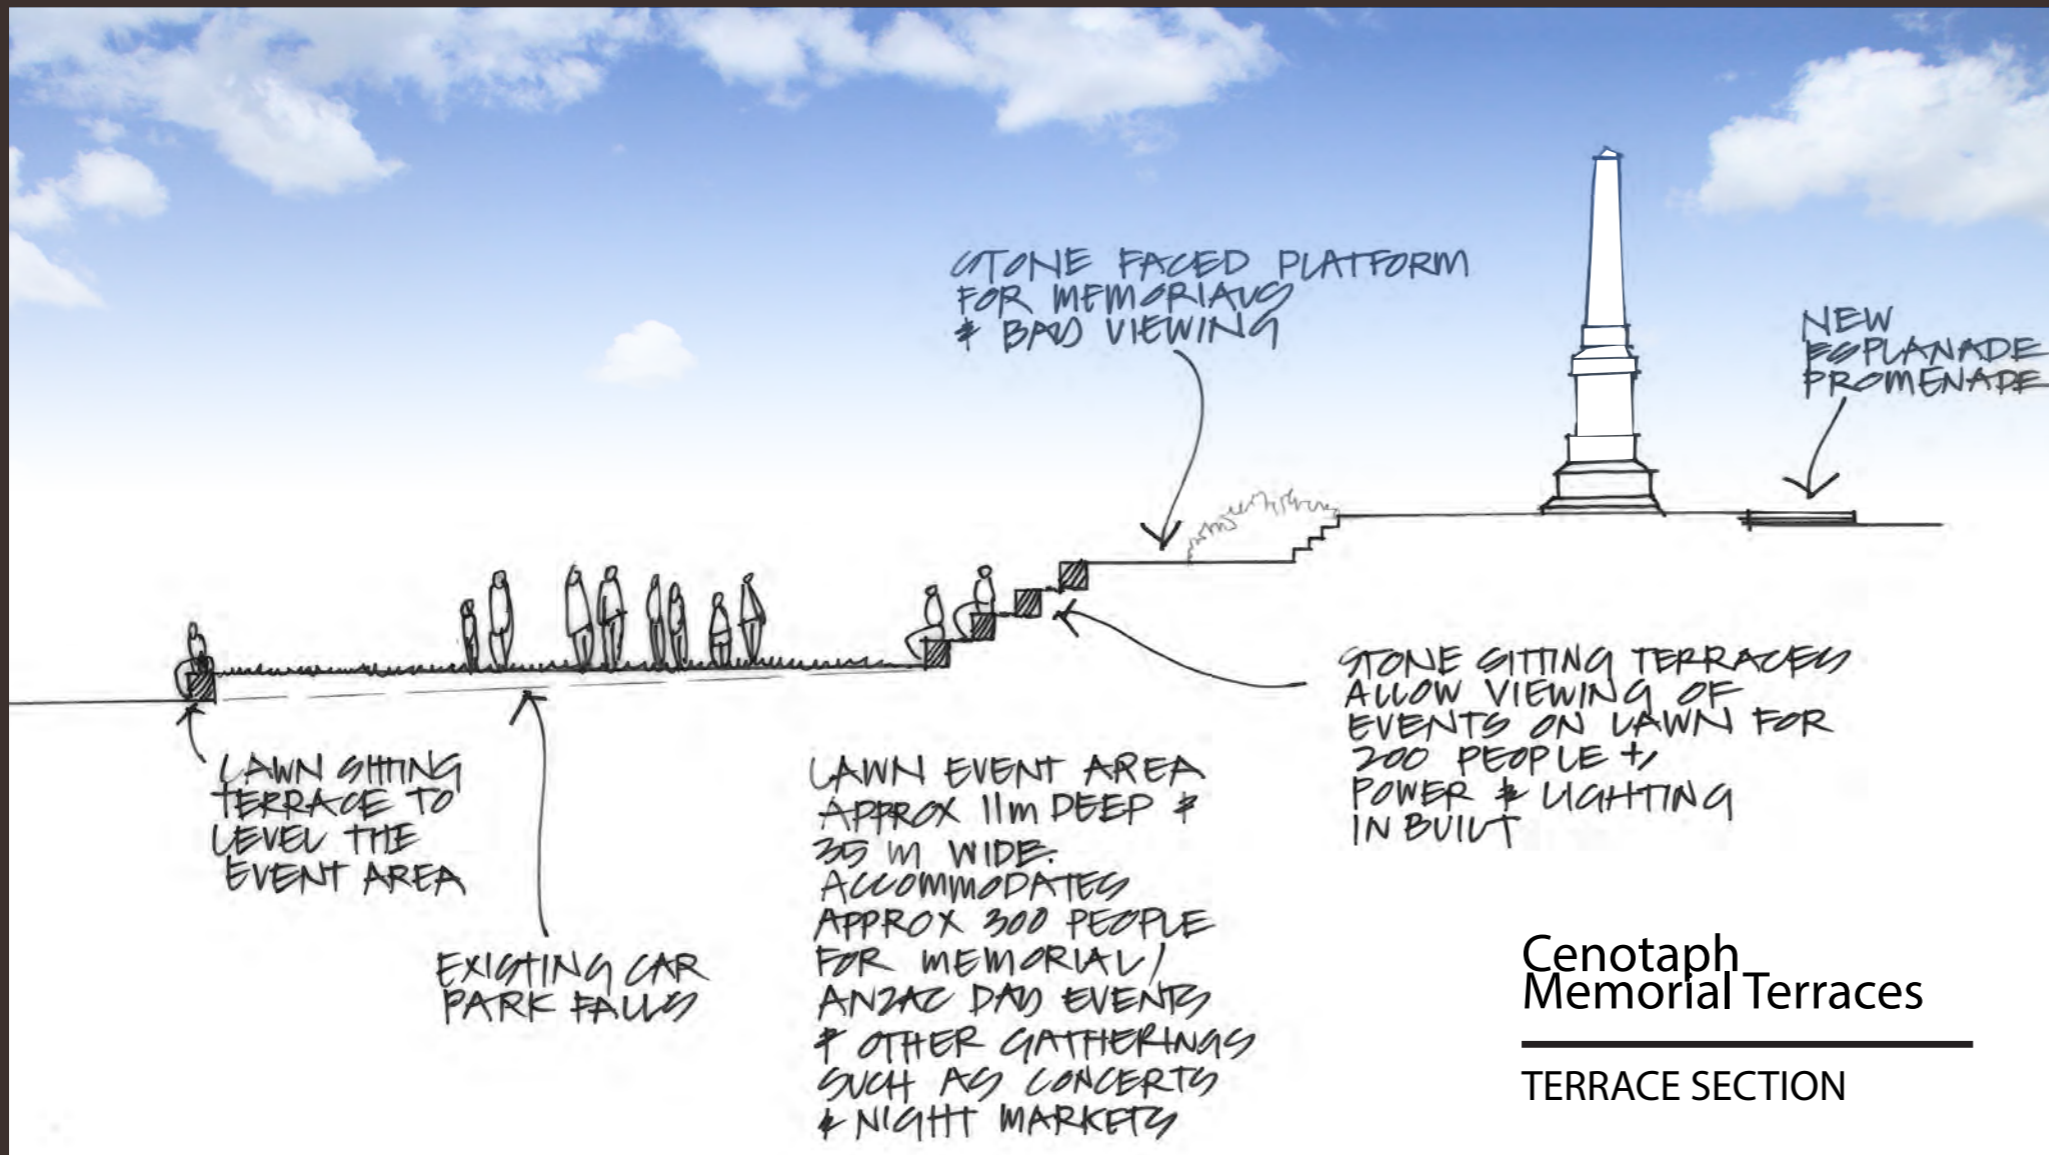 STONE FACED PLATFORM
FOR MEMORIALS
& BAY VIEWING
NEW
ESPLANADE
PROMENADE
STONE SITTING TERRACES
ALLOW VIEWING OF
EVENTS ON LAWN FOR
200 PEOPLE +,
POWER & LIGHTING
IN BUILT
LAWN SITTING
TERRACE TO
LEVEL THE
EVENT AREA
EXISTING CAR
PARK FALLS
LAWN EVENT AREA
APPROX 11m DEEP &
35 M WIDE.
ACCOMMODATES
APPROX 300 PEOPLE
FOR MEMORIAL/
ANZAC DAY EVENTS
& OTHER GATHERINGS
SUCH AS CONCERTS
& NIGHT MARKETS
Cenotaph
Memorial Terraces
TERRACE SECTION